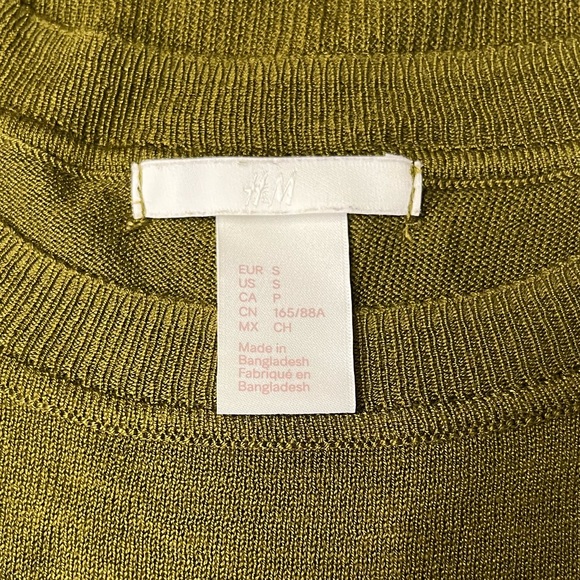 H&M
EUR S
US S
CA P
CN 165/88A
MX CH
Made in
Bangladesh
Fabriqué en
Bangladesh